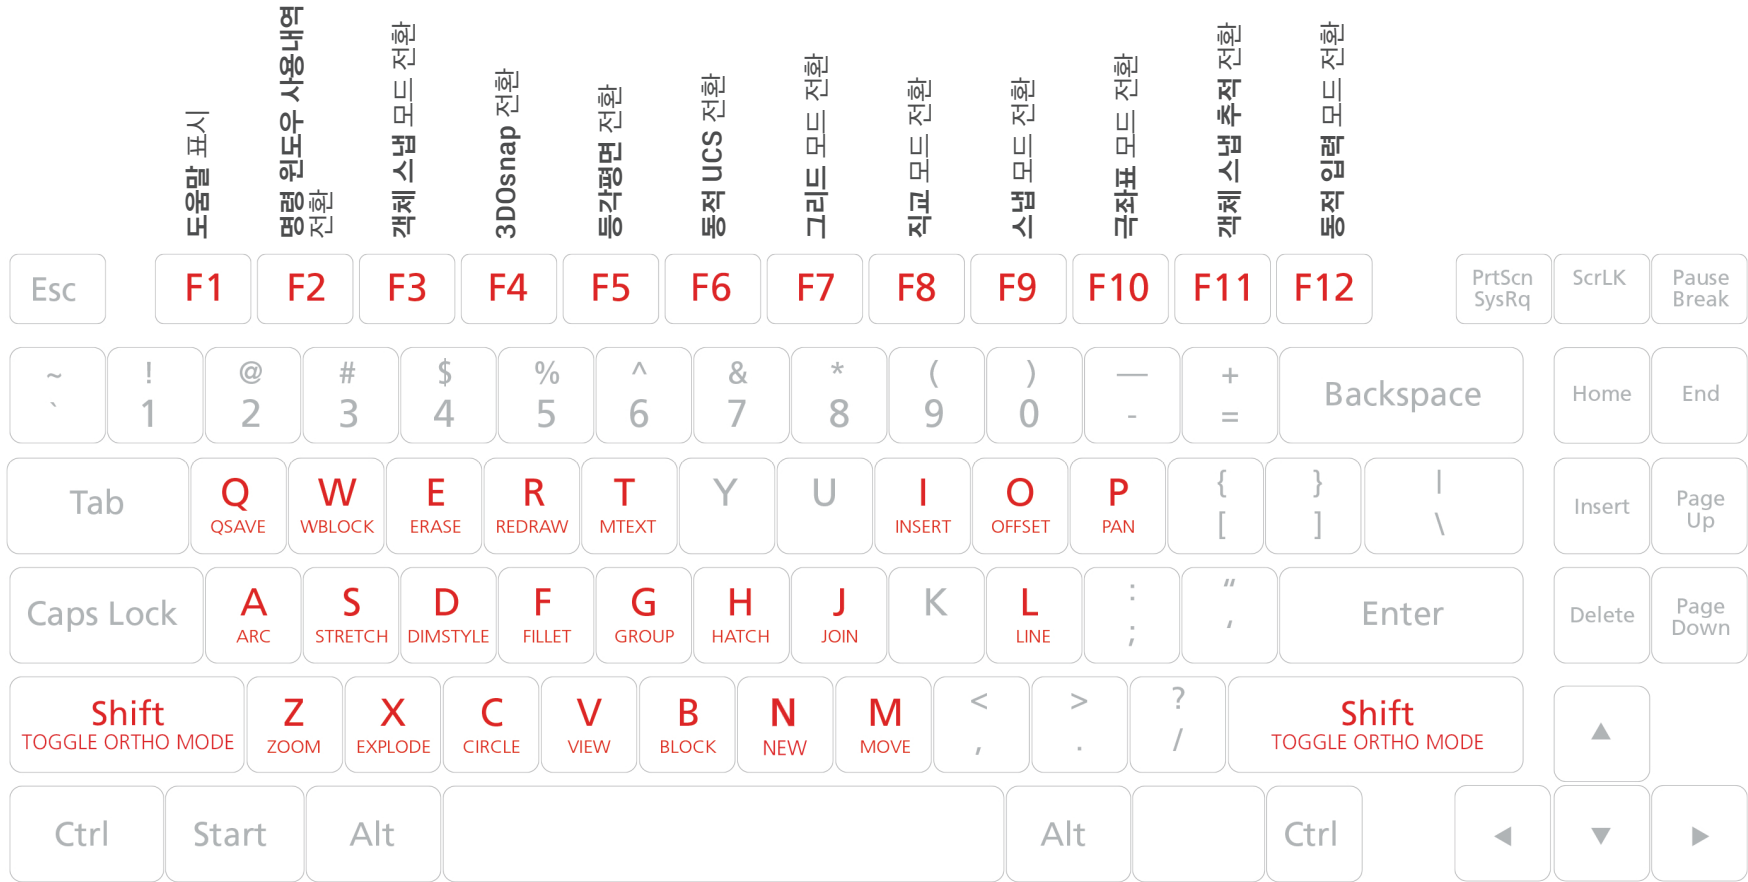 도움말 표시
명령 윈도우 사용내역
전환
객체 스냅 모드 전환
3DOsnap 전환
등각평면 전환
동적 UCS 전환
그리드 모드 전환
직교 모드 전환
스냅 모드 전환
극좌표 모드 전환
객체 스냅 추적 전환
동적 입력 모드 전환
Esc
F1
F2
F3
F4
F5
F6
F7
F8
F9
F10
F11
F12
PrtScn
SysRq
ScrLK
Pause
Break
~
`
!
1
@
2
#
3
$
4
%
5
^
6
&
7
*
8
(
9
)
0
—
-
+
=
Backspace
Home
End
Tab
Q
QSAVE
W
WBLOCK
E
ERASE
R
REDRAW
T
MTEXT
Y
U
I
INSERT
O
OFFSET
P
PAN
{
[
}
]
|
\
Insert
Page
Up
Caps Lock
A
ARC
S
STRETCH
D
DIMSTYLE
F
FILLET
G
GROUP
H
HATCH
J
JOIN
K
L
LINE
:
;
“
‘
Enter
Delete
Page
Down
Shift
TOGGLE ORTHO MODE
Z
ZOOM
X
EXPLODE
C
CIRCLE
V
VIEW
B
BLOCK
N
NEW
M
MOVE
<
,
>
.
?
/
Shift
TOGGLE ORTHO MODE
▲
Ctrl
Start
Alt
Alt
Ctrl
◀
▼
▶